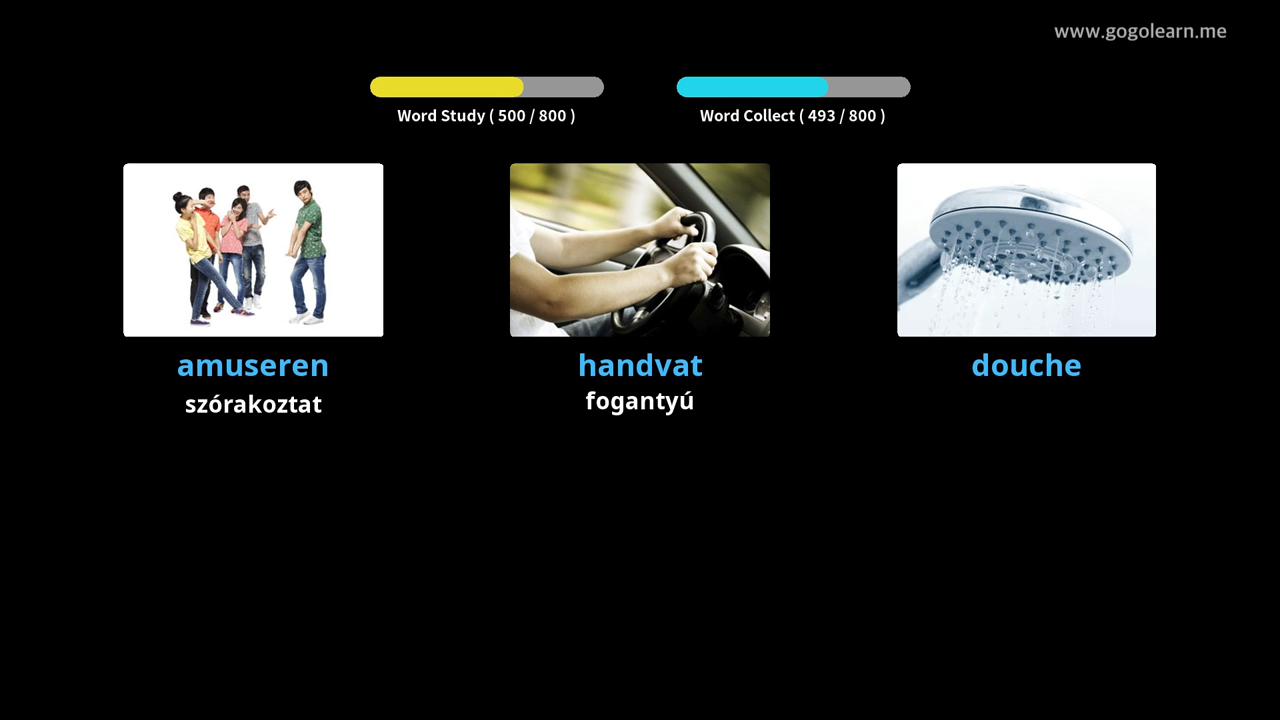 www.gogolearn.me
Word Study ( 500 / 800 )
Word Collect ( 493 / 800 )
amuseren
handvat
douche
szórakoztat
fogantyú